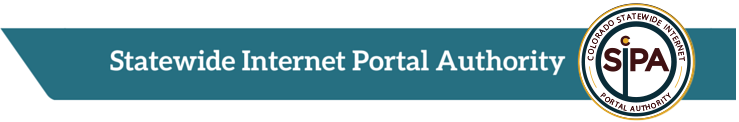 Statewide Internet Portal Authority
COLORADO STATEWIDE INTERNET
SIPA
PORTAL AUTHORITY